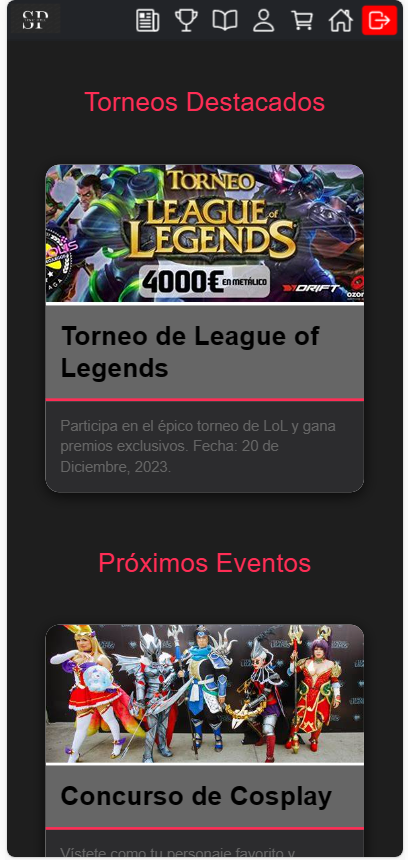 SP
Torneos Destacados
TORNEO
LEAGUE of
LEGENDS
4000€ EN METÁLICO
DRIFT
ozon
Torneo de League of
Legends
Participa en el épico torneo de LoL y gana
premios exclusivos. Fecha: 20 de
Diciembre, 2023.
Próximos Eventos
Concurso de Cosplay
Vístete como tu personaje favorito y